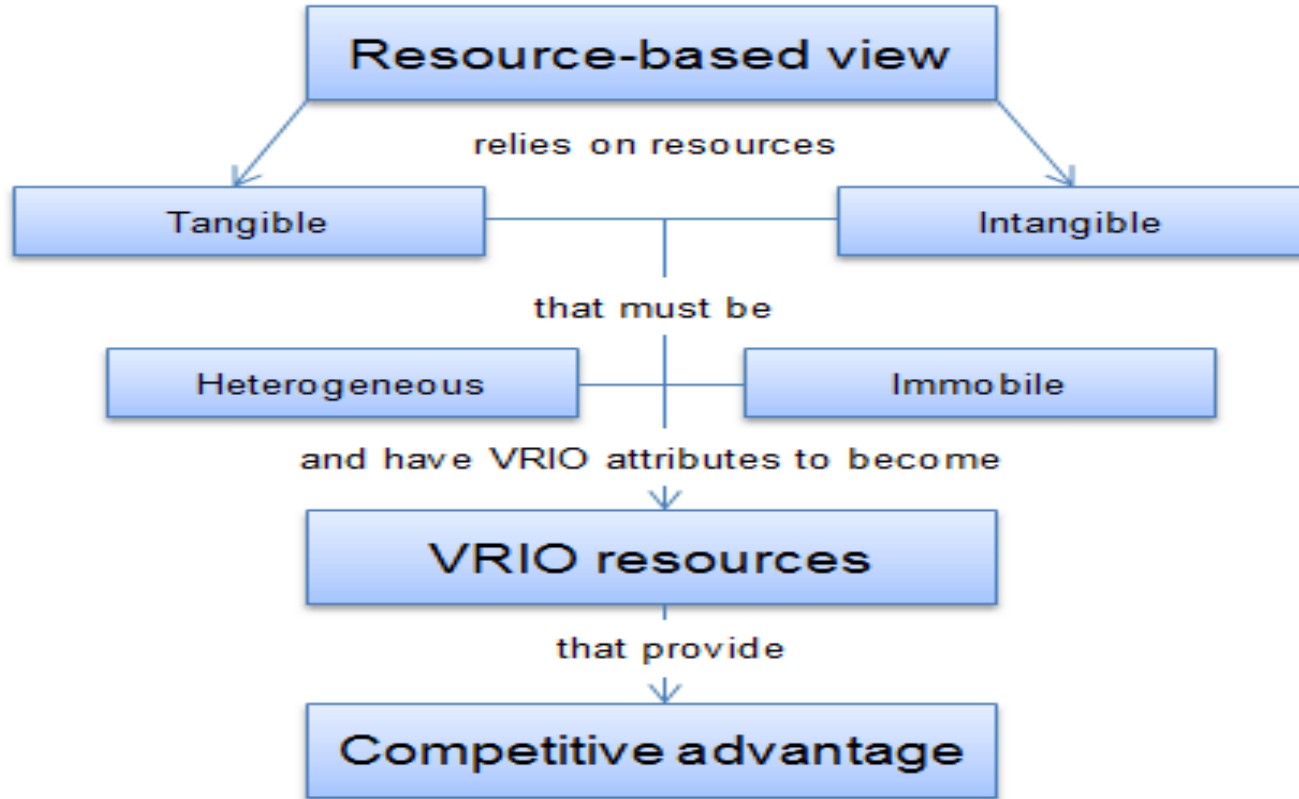 Resource-based view
relies on resources
Tangible
Intangible
that must be
Heterogeneous
Immobile
and have VRIO attributes to become
VRIO resources
that provide
Competitive advantage